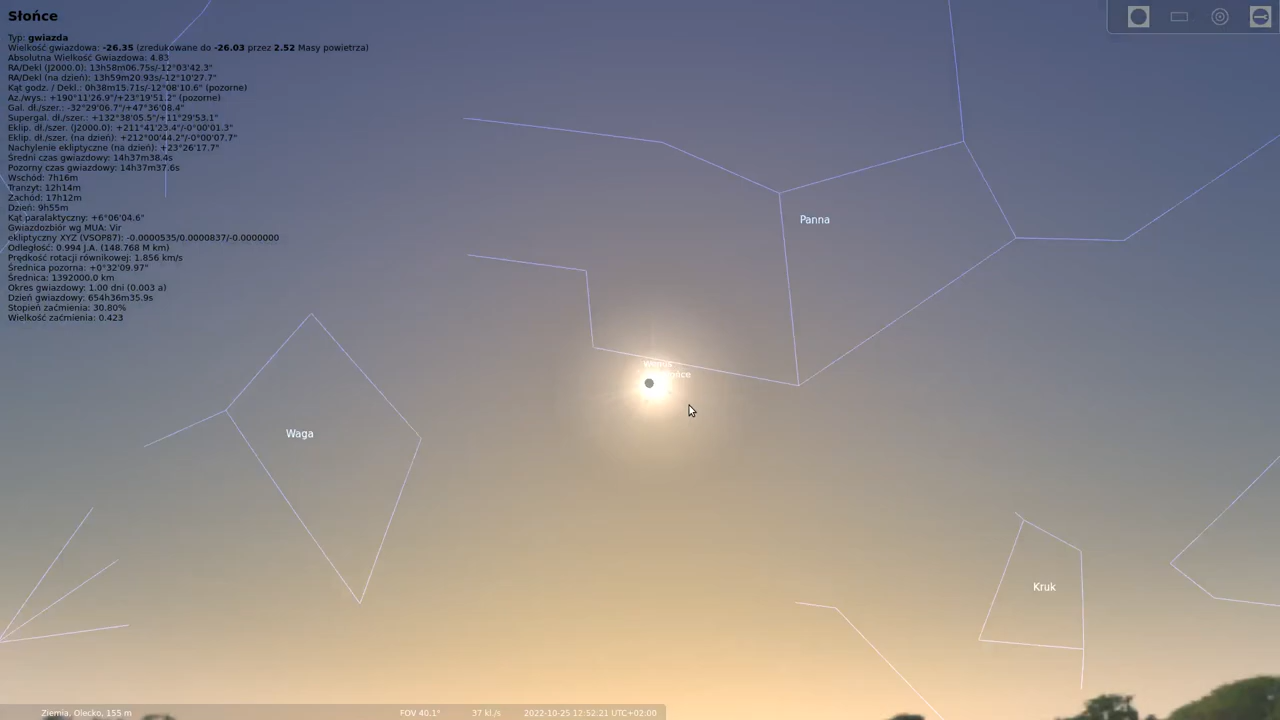 Słońce
Typ: gwiazda
Wielkość gwiazdowa: -26.35 (zredukowane do -26.03 przez 2.52 Masy powietrza)
Absolutna Wielkość Gwiazdowa: 4.83
RA/Dekl (J2000.0): 13h58m06.75s/-12°03'42.3"
RA/Dekl (na dzień): 13h59m20.93s/-12°10'27.7"
Kąt godz. / Dekl.: 0h38m15.71s/-12°08'10.6" (pozorne)
Az./wys.: +190°11'26.9"/+23°19'51.2" (pozorne)
Gal. dł./szer.: -32°29'06.7"/+47°36'08.4"
Supergal. dł./szer.: +132°38'05.5"/+11°29'53.1"
Eklip. dł./szer. (J2000.0): +211°41'23.4"/-0°00'01.3"
Eklip. dł./szer. (na dzień): +212°00'44.2"/-0°00'07.7"
Nachylenie ekliptyczne (na dzień): +23°26'17.7"
Średni czas gwiazdowy: 14h37m38.4s
Pozorny czas gwiazdowy: 14h37m37.6s
Wschód: 7h16m
Tranzyt: 12h14m
Zachód: 17h12m
Dzień: 9h55m
Kąt paralaktyczny: +6°06'04.6"
Gwiazdozbiór wg MUA: Vir
ekliptyczny XYZ (VSOP87): -0.0000535/0.0000837/-0.0000000
Odległość: 0.994 J.A. (148.768 M km)
Prędkość rotacji równikowej: 1.856 km/s
Średnica pozorna: +0°32'09.97"
Średnica: 1392000.0 km
Okres gwiazdowy: 1.00 dni (0.003 a)
Dzień gwiazdowy: 654h36m35.9s
Stopień zaćmienia: 30.80%
Wielkość zaćmienia: 0.423
Panna
Waga
Kruk
Ziemia, Olecko, 155 m
FOV 40.1°
37 kl./s
2022-10-25 12:52:21 UTC+02:00